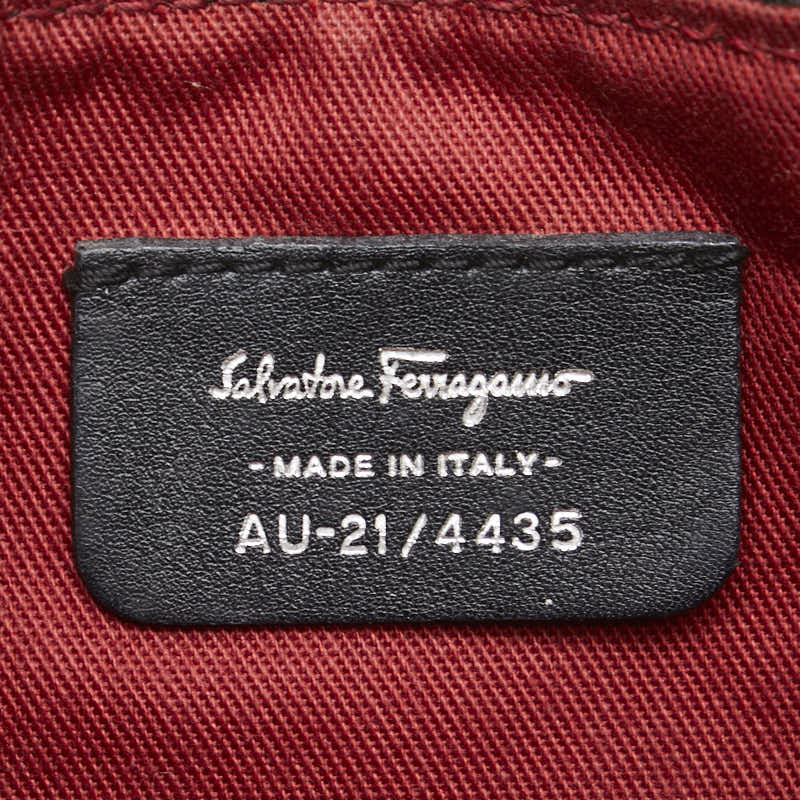 Salvatore Ferragamo
- MADE IN ITALY -
AU-21/4435